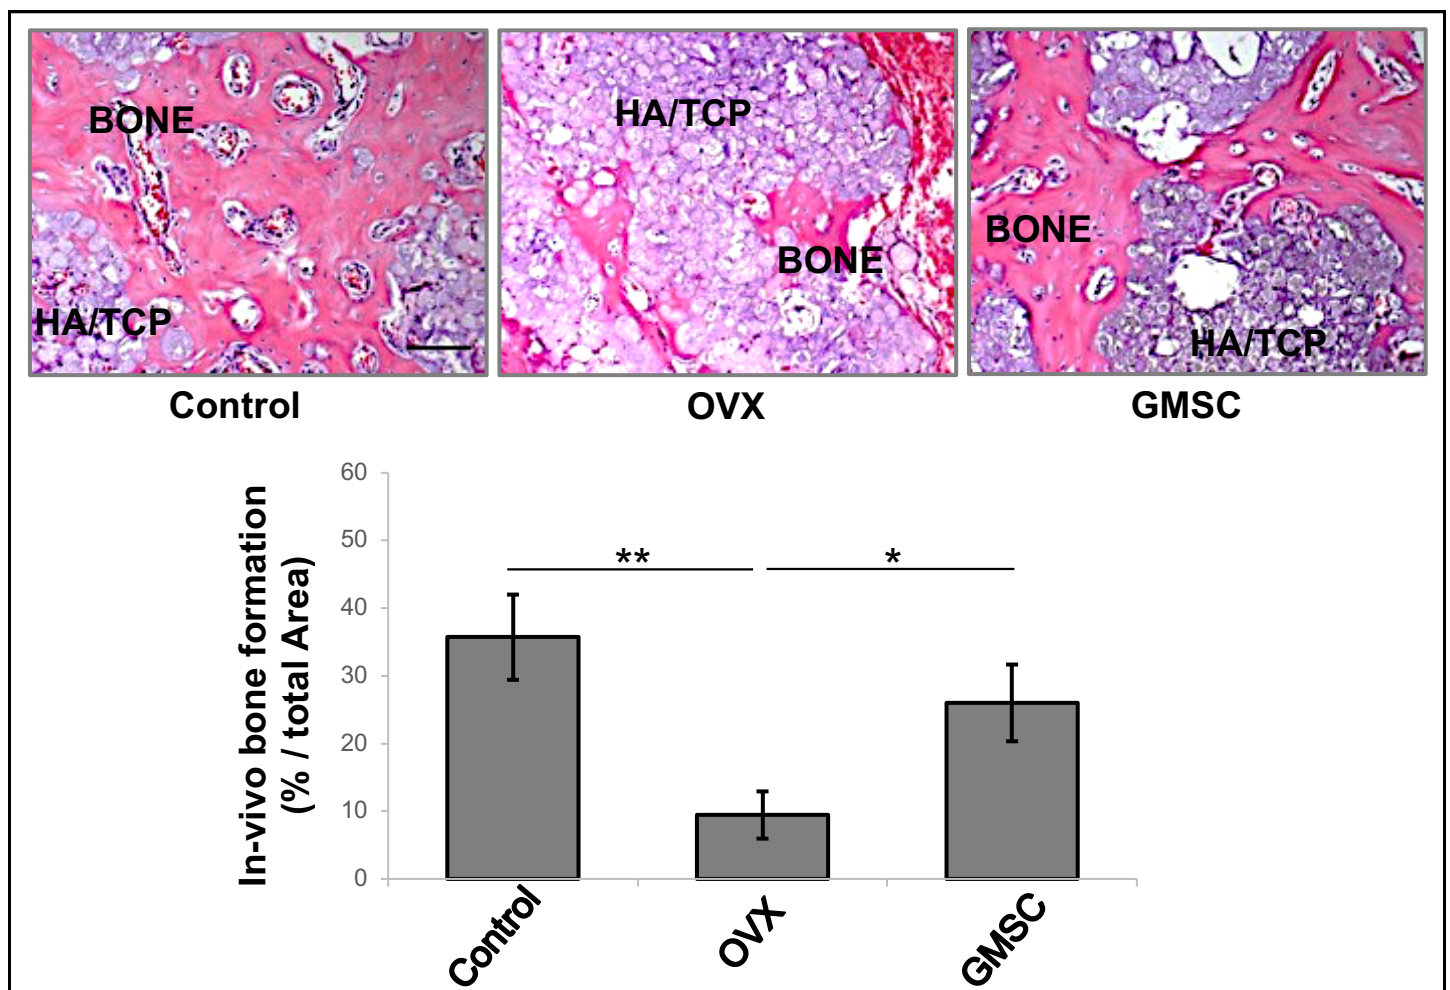 BONE
HA/TCP
HA/TCP
BONE
BONE
HA/TCP
Control
OVX
GMSC
In-vivo bone formation
(% / total Area)
60
50
40
30
20
10
0
**
*
Control
OVX
GMSC